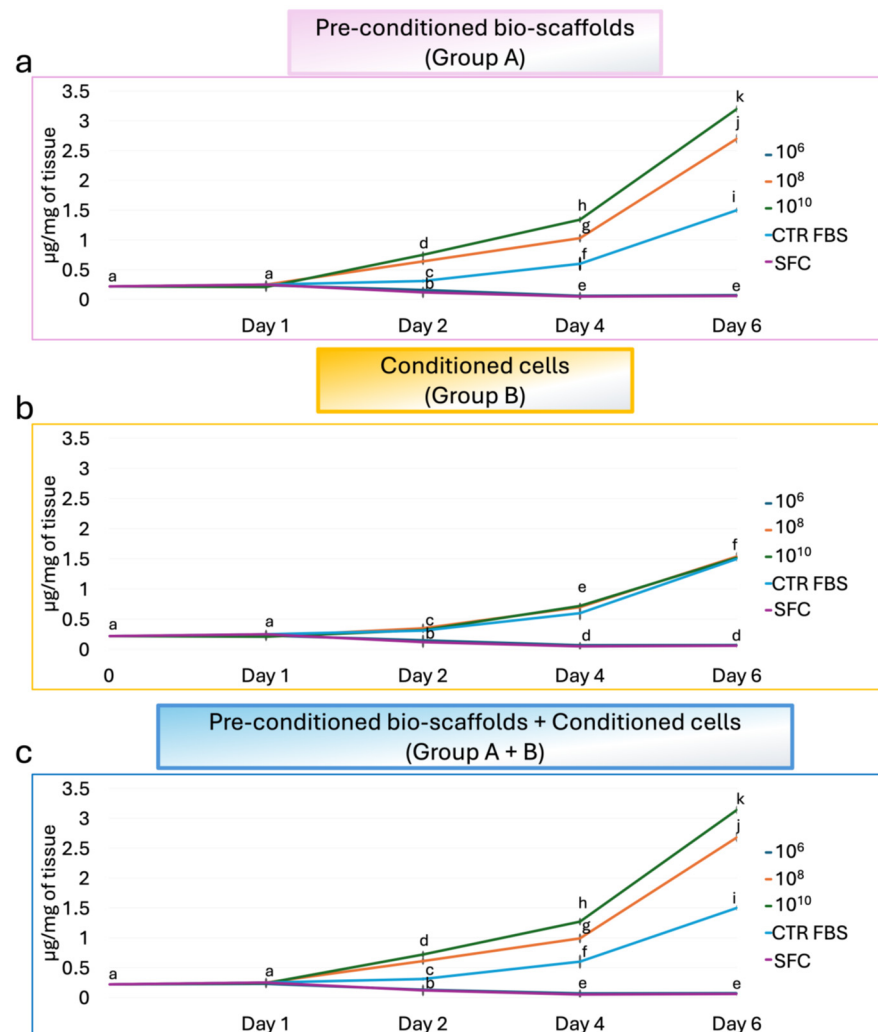 Pre-conditioned bio-scaffolds
(Group A)
a
µg/mg of tissue
3.5
3
2.5
2
1.5
1
0.5
0
a
a
d
c
b
h
g
f
e
k
j
i
e
Day 1 Day 2 Day 4 Day 6
10⁶
10⁸
10¹⁰
CTR FBS
SFC
Conditioned cells
(Group B)
b
µg/mg of tissue
3.5
3
2.5
2
1.5
1
0.5
0
a
a
c
b
e
d
f
d
0 Day 1 Day 2 Day 4 Day 6
10⁶
10⁸
10¹⁰
CTR FBS
SFC
Pre-conditioned bio-scaffolds + Conditioned cells
(Group A + B)
c
µg/mg of tissue
3.5
3
2.5
2
1.5
1
0.5
0
a
a
d
c
b
h
g
f
e
k
j
i
e
Day 1 Day 2 Day 4 Day 6
10⁶
10⁸
10¹⁰
CTR FBS
SFC